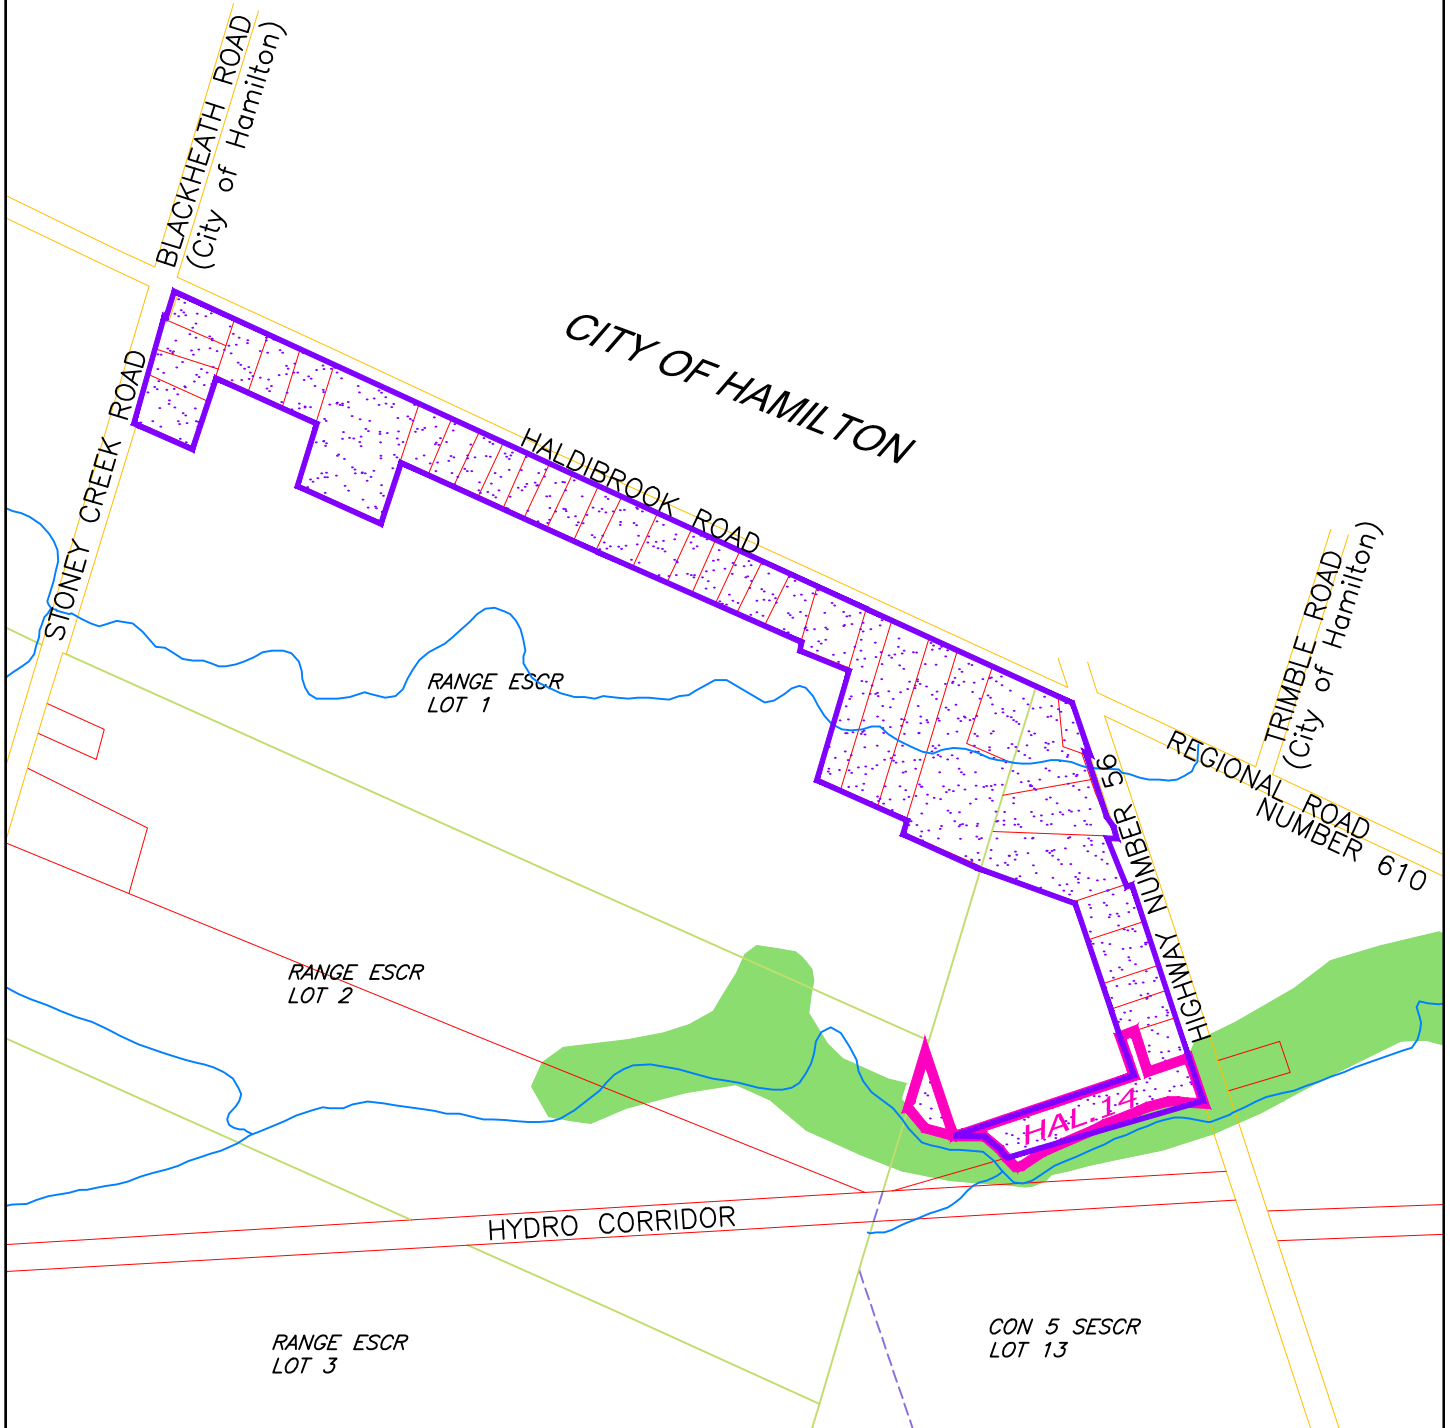 BLACKHEATH ROAD
(City of Hamilton)
CITY OF HAMILTON
STONEY CREEK ROAD
HALDIBROOK ROAD
TRIMBLE ROAD
(City of Hamilton)
RANGE ESCR
LOT 1
REGIONAL ROAD
NUMBER 610
HIGHWAY NUMBER 56
RANGE ESCR
LOT 2
HAL.14
HYDRO CORRIDOR
RANGE ESCR
LOT 3
CON 5 SESCR
LOT 13